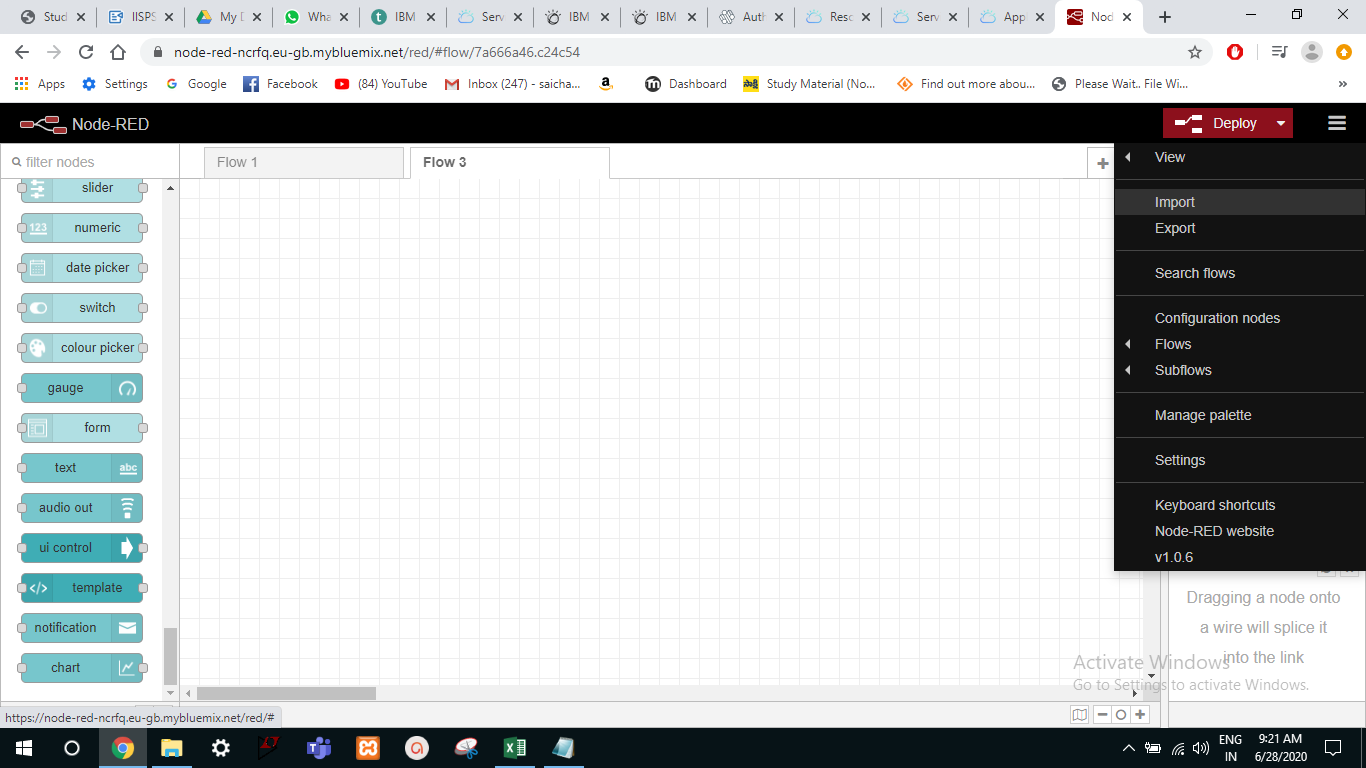 Stud
IISPS
My D
Wha
IBM
Serv
IBM
IBM
Auth
Reso
Serv
App
Nod
node-red-ncrfq.eu-gb.mybluemix.net/red/#flow/7a666a46.c24c54
Apps
Settings
Google
Facebook
(84) YouTube
Inbox (247) - saicha...
Dashboard
Study Material (No...
Find out more abou...
Please Wait.. File Wi...
»
Node-RED
Deploy
filter nodes
Flow 1
Flow 3
View
Import
Export
Search flows
Configuration nodes
Flows
Subflows
Manage palette
Settings
Keyboard shortcuts
Node-RED website
v1.0.6
slider
123 numeric
date picker
switch
colour picker
gauge
form
text abc
audio out
ui control
</> template
notification
chart
Dragging a node onto
a wire will splice it
into the link
Activate Windows
Go to Settings to activate Windows.
https://node-red-ncrfq.eu-gb.mybluemix.net/red/#
ENG
IN
9:21 AM
6/28/2020